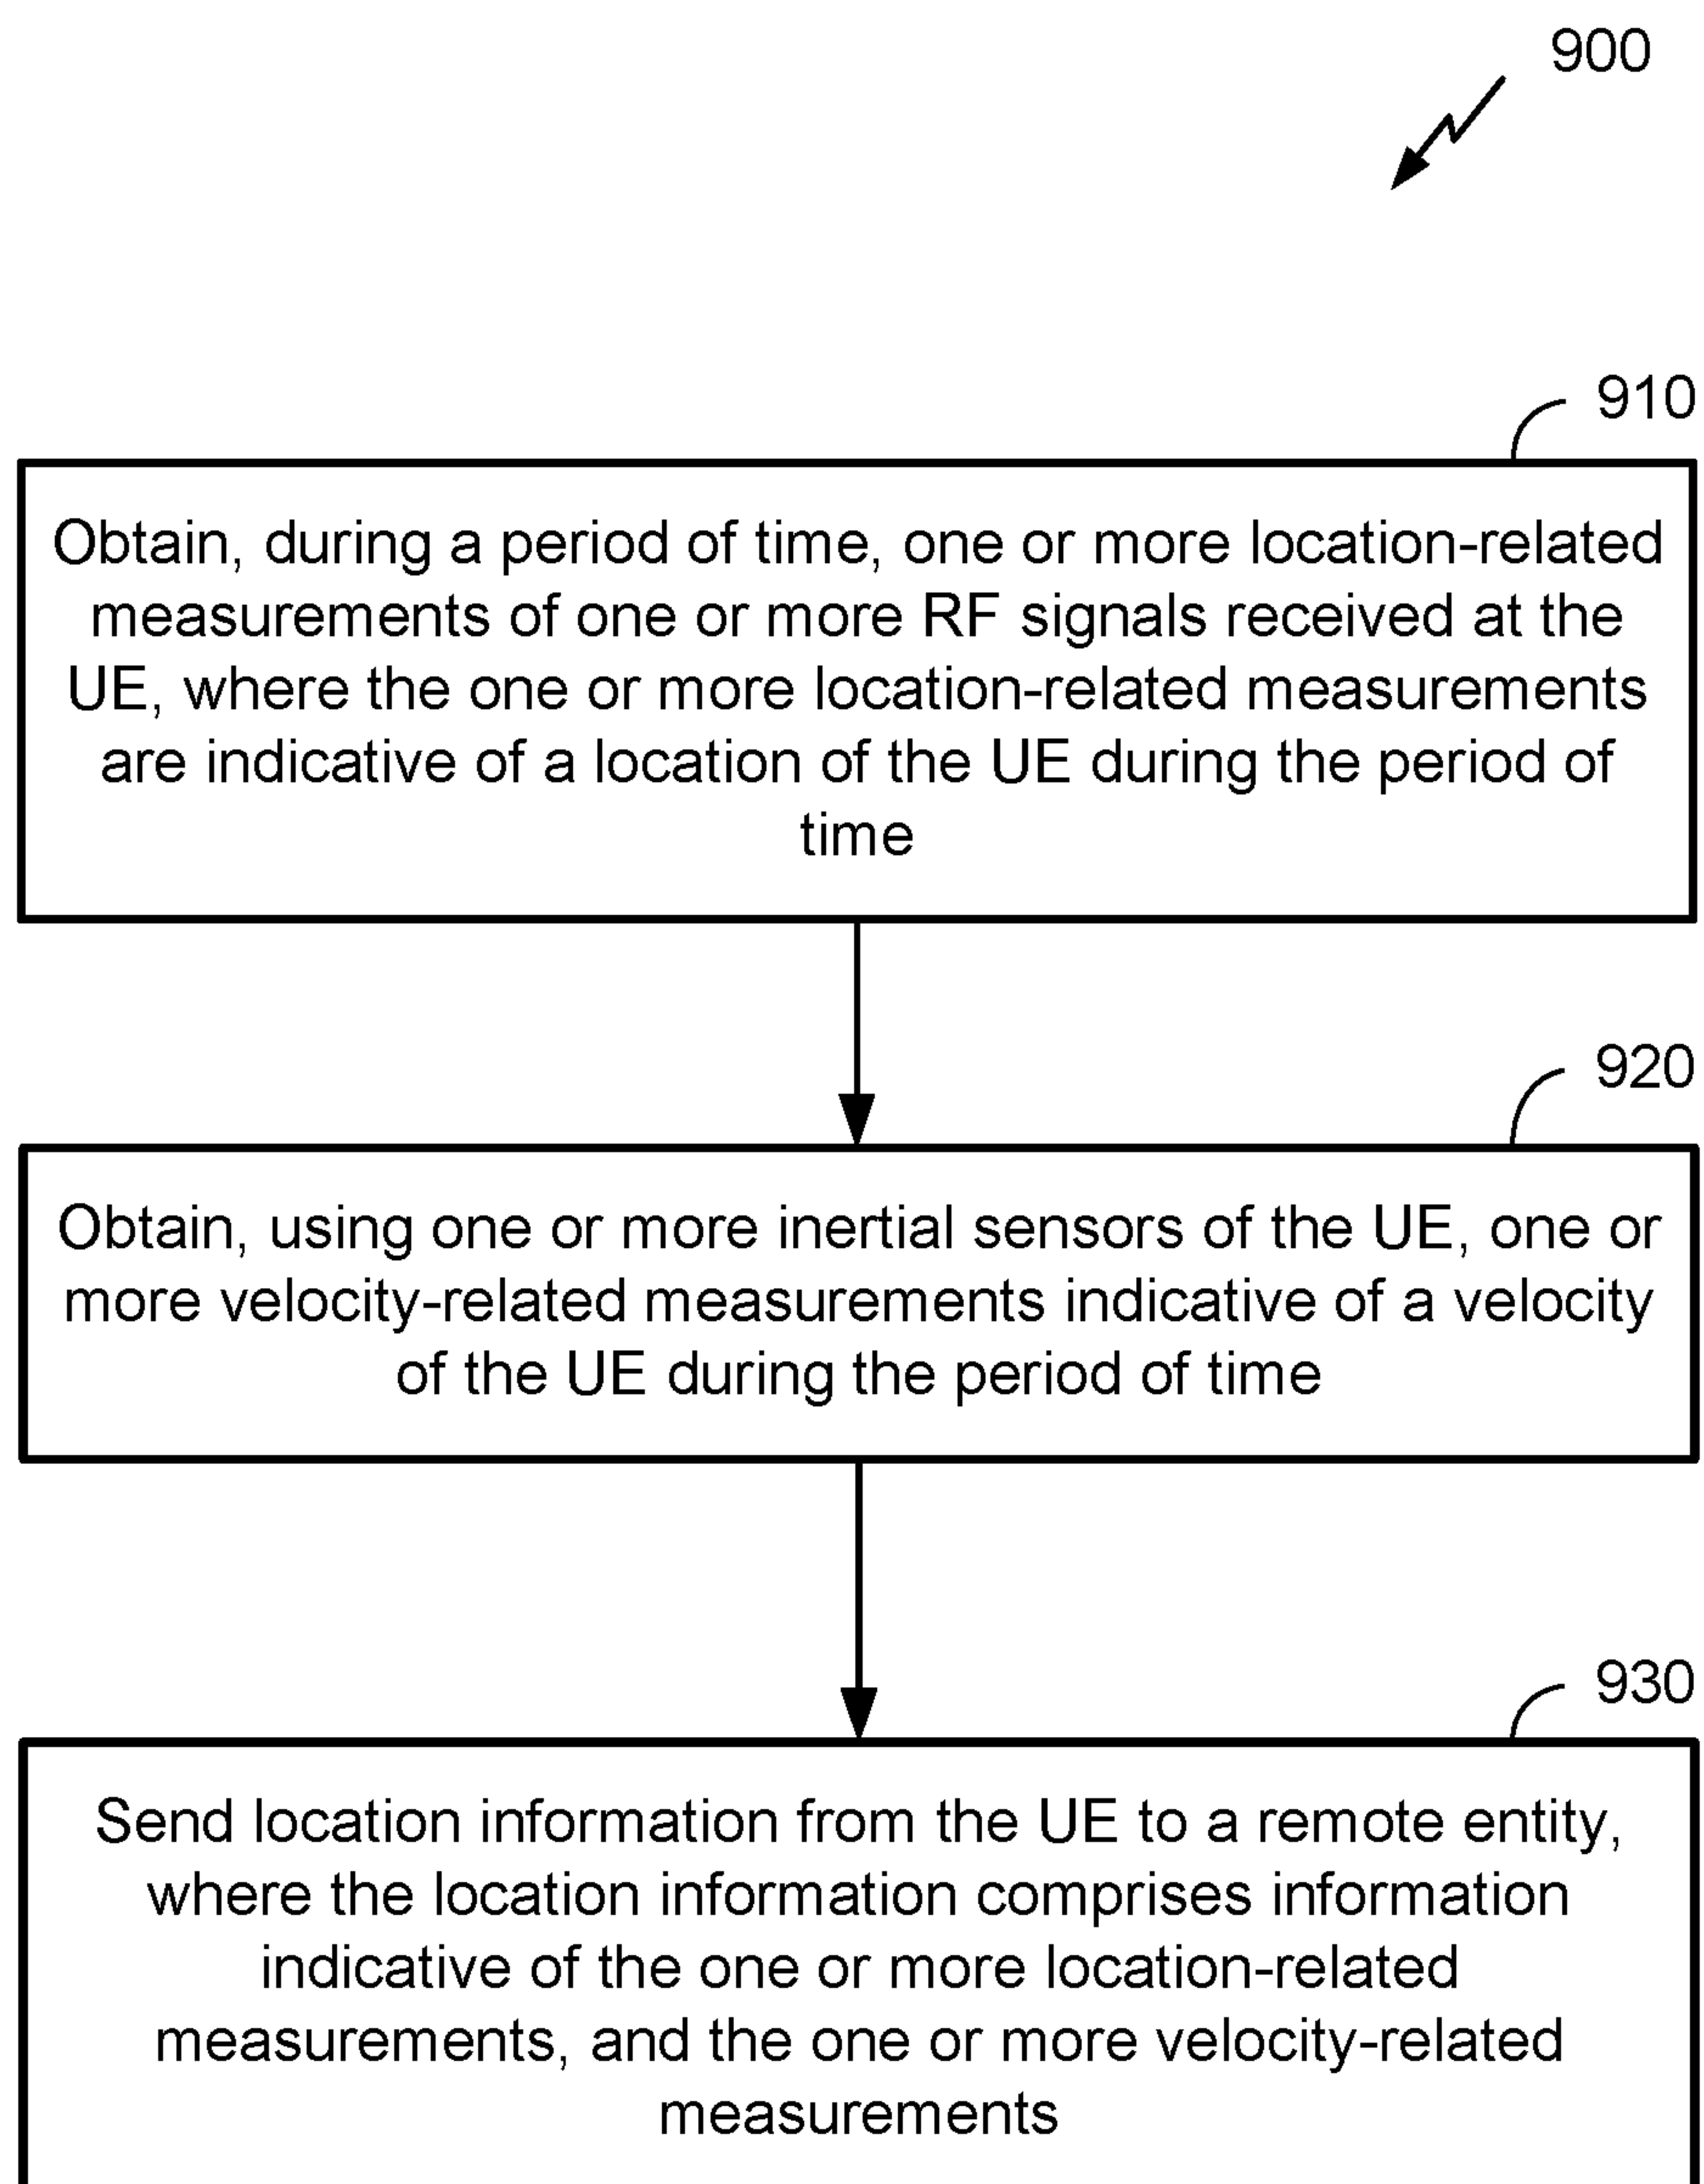 900
910
Obtain, during a period of time, one or more location-related
measurements of one or more RF signals received at the
UE, where the one or more location-related measurements
are indicative of a location of the UE during the period of
time
920
Obtain, using one or more inertial sensors of the UE, one or
more velocity-related measurements indicative of a velocity
of the UE during the period of time
930
Send location information from the UE to a remote entity,
where the location information comprises information
indicative of the one or more location-related
measurements, and the one or more velocity-related
measurements